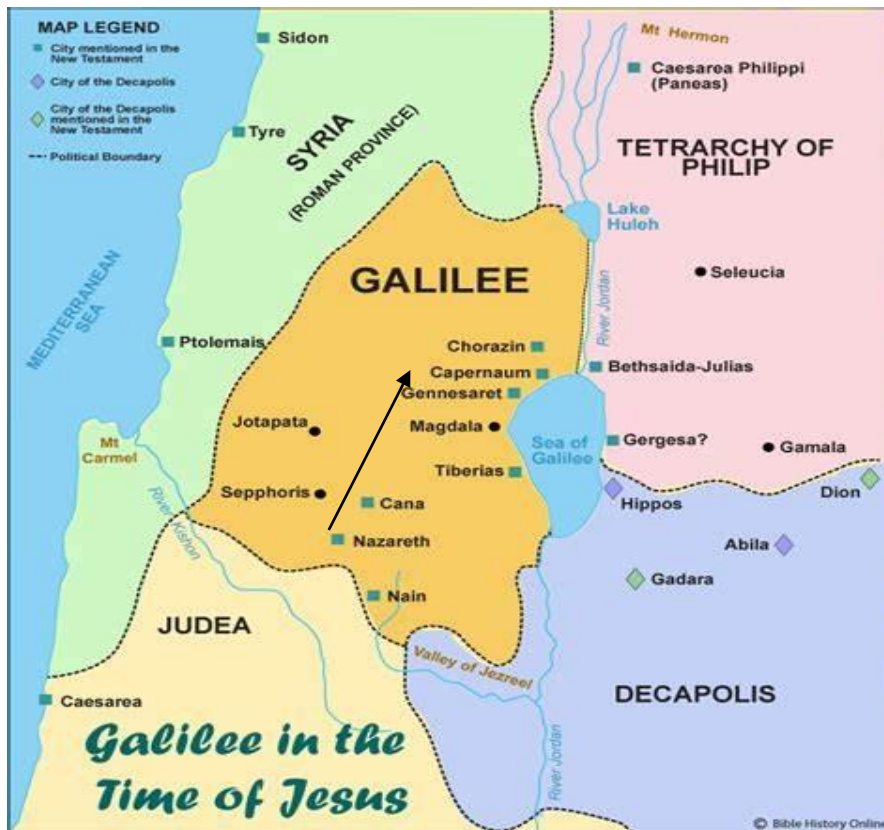 MAP LEGEND
City mentioned in the
New Testament
City of the Decapolis
City of the Decapolis
mentioned in the
New Testament
Political Boundary
Sidon
Mt Hermon
Caesarea Philippi
(Paneas)
Tyre
SYRIA
(ROMAN PROVINCE)
TETRARCHY OF
PHILIP
Lake
Huleh
GALILEE
Seleucia
MEDITERRANEAN
SEA
River Jordan
Ptolemais
Chorazin
Capernaum
Bethsaida-Julias
Gennesaret
Jotapata
Magdala
Mt
Carmel
Sea of
Galilee
Gergesa?
Gamala
Tiberias
Sepphoris
Cana
Hippos
Dion
River Kishon
Nazareth
Abila
Gadara
Nain
JUDEA
Valley of Jezreel
Caesarea
DECAPOLIS
River Jordan
Galilee in the
Time of Jesus
© Bible History Online